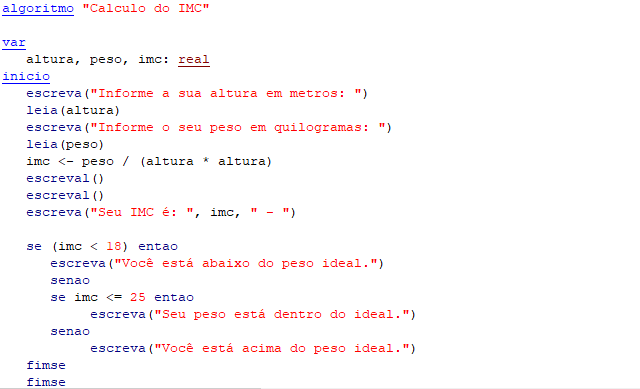 algoritmo "Calculo do IMC"
var
altura, peso, imc: real
inicio
escreva("Informe a sua altura em metros: ")
leia(altura)
escreva("Informe o seu peso em quilogramas: ")
leia(peso)
imc <- peso / (altura * altura)
escreval()
escreval()
escreva("Seu IMC é: ", imc, " - ")
se (imc < 18) entao
escreva("Você está abaixo do peso ideal.")
senao
se imc <= 25 entao
escreva("Seu peso está dentro do ideal.")
senao
escreva("Você está acima do peso ideal.")
fimse
fimse